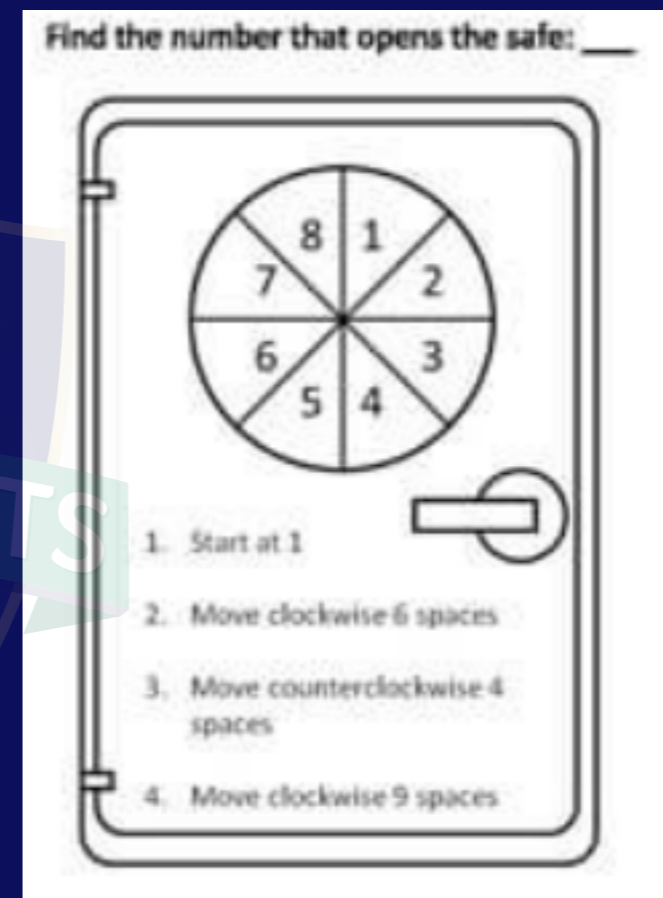 Find the number that opens the safe: ___
8 1
7 2
6 3
5 4
1. Start at 1
2. Move clockwise 6 spaces
3. Move counterclockwise 4
spaces
4. Move clockwise 9 spaces
TS